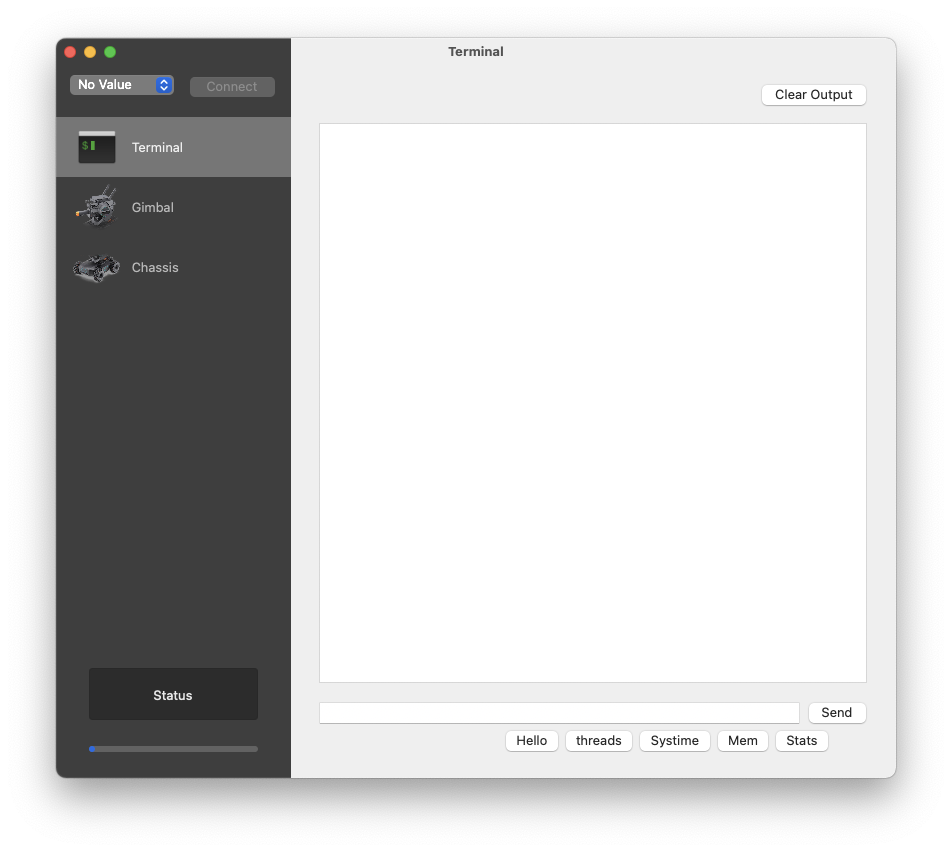 Terminal
No Value
Connect
Clear Output
$
Terminal
Gimbal
Chassis
Status
Send
Hello
threads
Systime
Mem
Stats